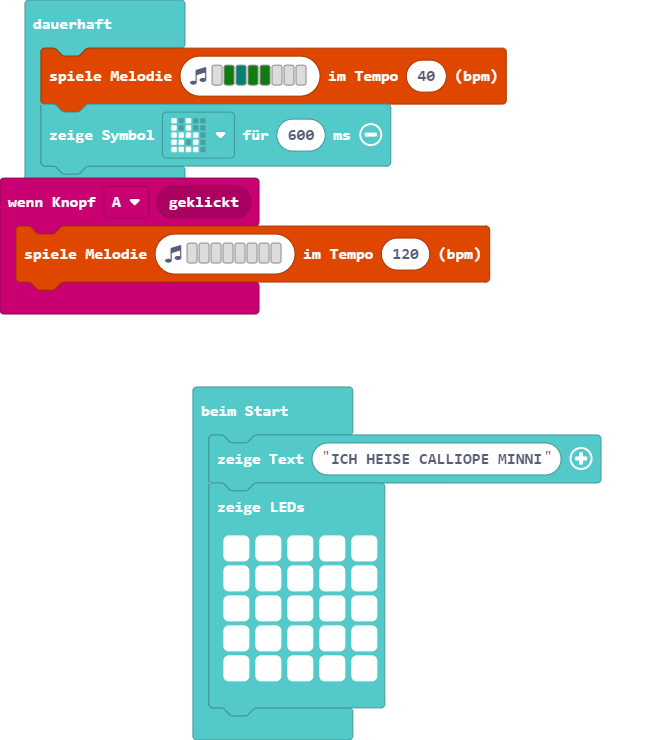 dauerhaft
spiele Melodie im Tempo 40 (bpm)
zeige Symbol für 600 ms
wenn Knopf A geklickt
spiele Melodie im Tempo 120 (bpm)
beim Start
zeige Text "ICH HEISE CALLIOPE MINNI"
zeige LEDs